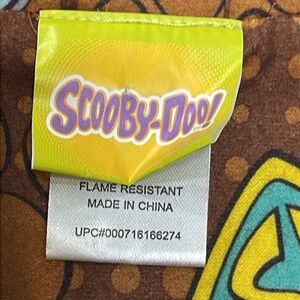 SCOOBY-DOO!
FLAME RESISTANT
MADE IN CHINA
UPC#000716166274